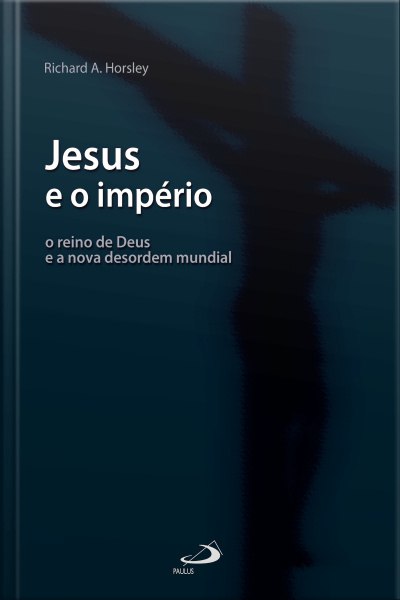 Richard A. Horsley
Jesus
e o império
o reino de Deus
e a nova desordem mundial
PAULUS